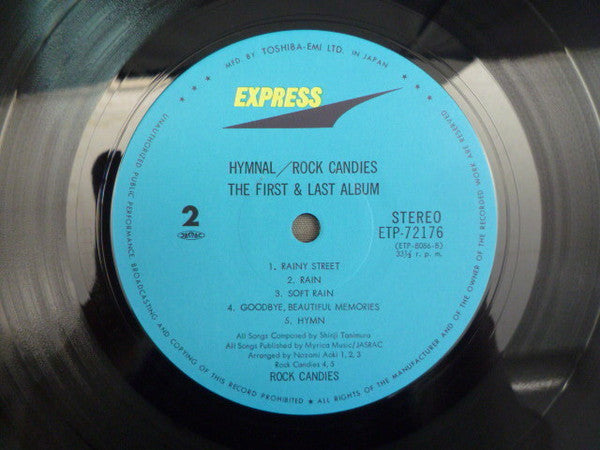 MFD. BY TOSHIBA-EMI LTD. IN JAPAN
EXPRESS
HYMNAL/ROCK CANDIES
THE FIRST & LAST ALBUM
2
JASRAC
STEREO
ETP-72176
(ETP-8086-B)
33⅓ r. p. m.
1. RAINY STREET
2. RAIN
3. SOFT RAIN
4. GOODBYE, BEAUTIFUL MEMORIES
5. HYMN
All Songs Composed by Shinji Tanimura
All Songs Published by Myrica Music/JASRAC
Arranged by Nozomi Aoki 1, 2, 3
Rock Candies 4, 5
ROCK CANDIES
UNAUTHORIZED PUBLIC PERFORMANCE, BROADCASTING AND COPYING OF THIS RECORD PROHIBITED ★ ALL RIGHTS OF THE MANUFACTURER AND OF THE OWNER OF THE RECORDED WORK ARE RESERVED